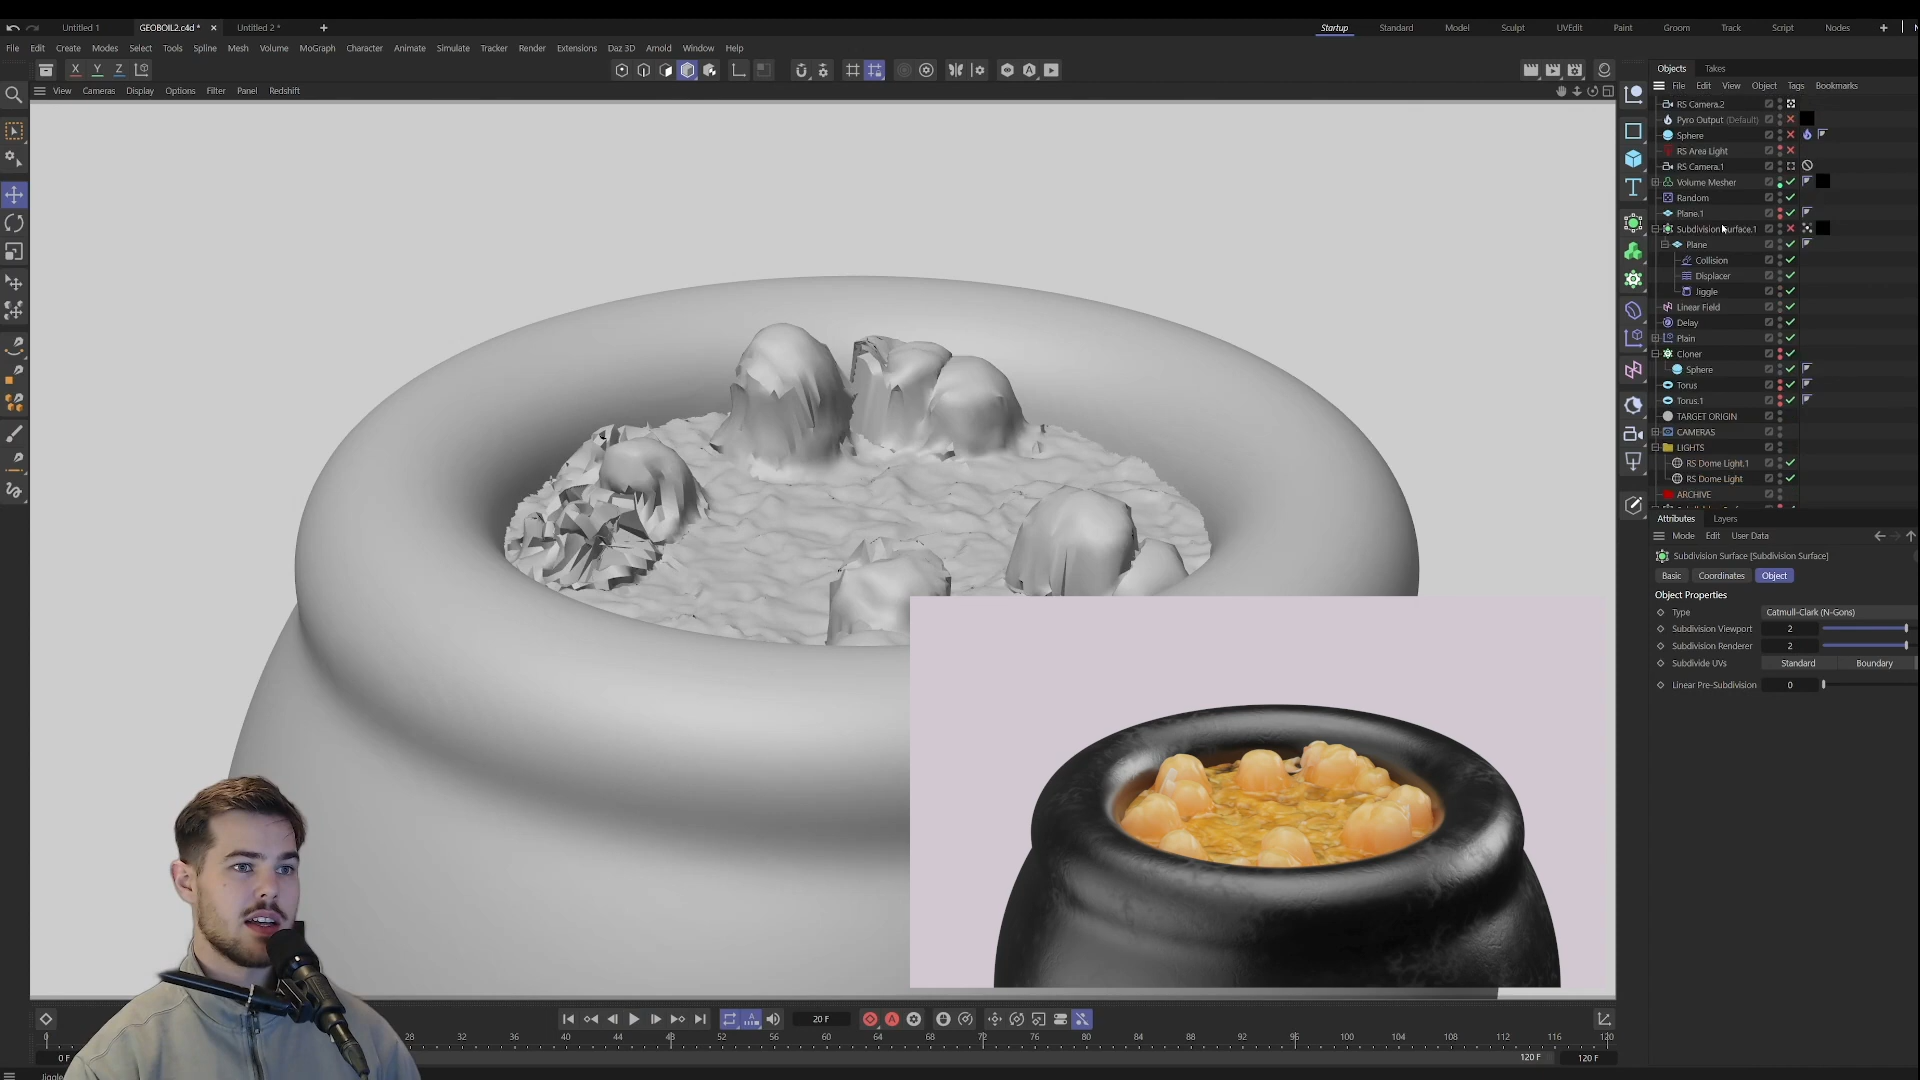 Untitled 1
GEOBOIL2.c4d *
Untitled 2 *
Startup
Standard
Model
Sculpt
UVEdit
Paint
Groom
Track
Script
Nodes
File Edit Create Modes Select Tools Spline Mesh Volume MoGraph Character Animate Simulate Tracker Render Extensions Daz 3D Arnold Window Help
X Y Z
View Cameras Display Options Filter Panel Redshift
Objects Takes
File Edit View Object Tags Bookmarks
RS Camera.2
Pyro Output (Default)
Sphere
RS Area Light
RS Camera.1
Volume Mesher
Random
Plane.1
Subdivision Surface.1
Plane
Collision
Displacer
Jiggle
Linear Field
Delay
Plain
Cloner
Sphere
Torus
Torus.1
TARGET ORIGIN
CAMERAS
LIGHTS
RS Dome Light.1
RS Dome Light
ARCHIVE
Attributes Layers
Mode Edit User Data
Subdivision Surface [Subdivision Surface]
Basic Coordinates Object
Object Properties
Type Catmull-Clark (N-Gons)
Subdivision Viewport 2
Subdivision Renderer 2
Subdivide UVs Standard Boundary
Linear Pre-Subdivision 0
20 F
0 28 32 36 40 44 48 52 56 60 64 68 72 76 80 84 88 92 96 100 104 108 112 116 120
0 F
120 F
120 F
Jiggle